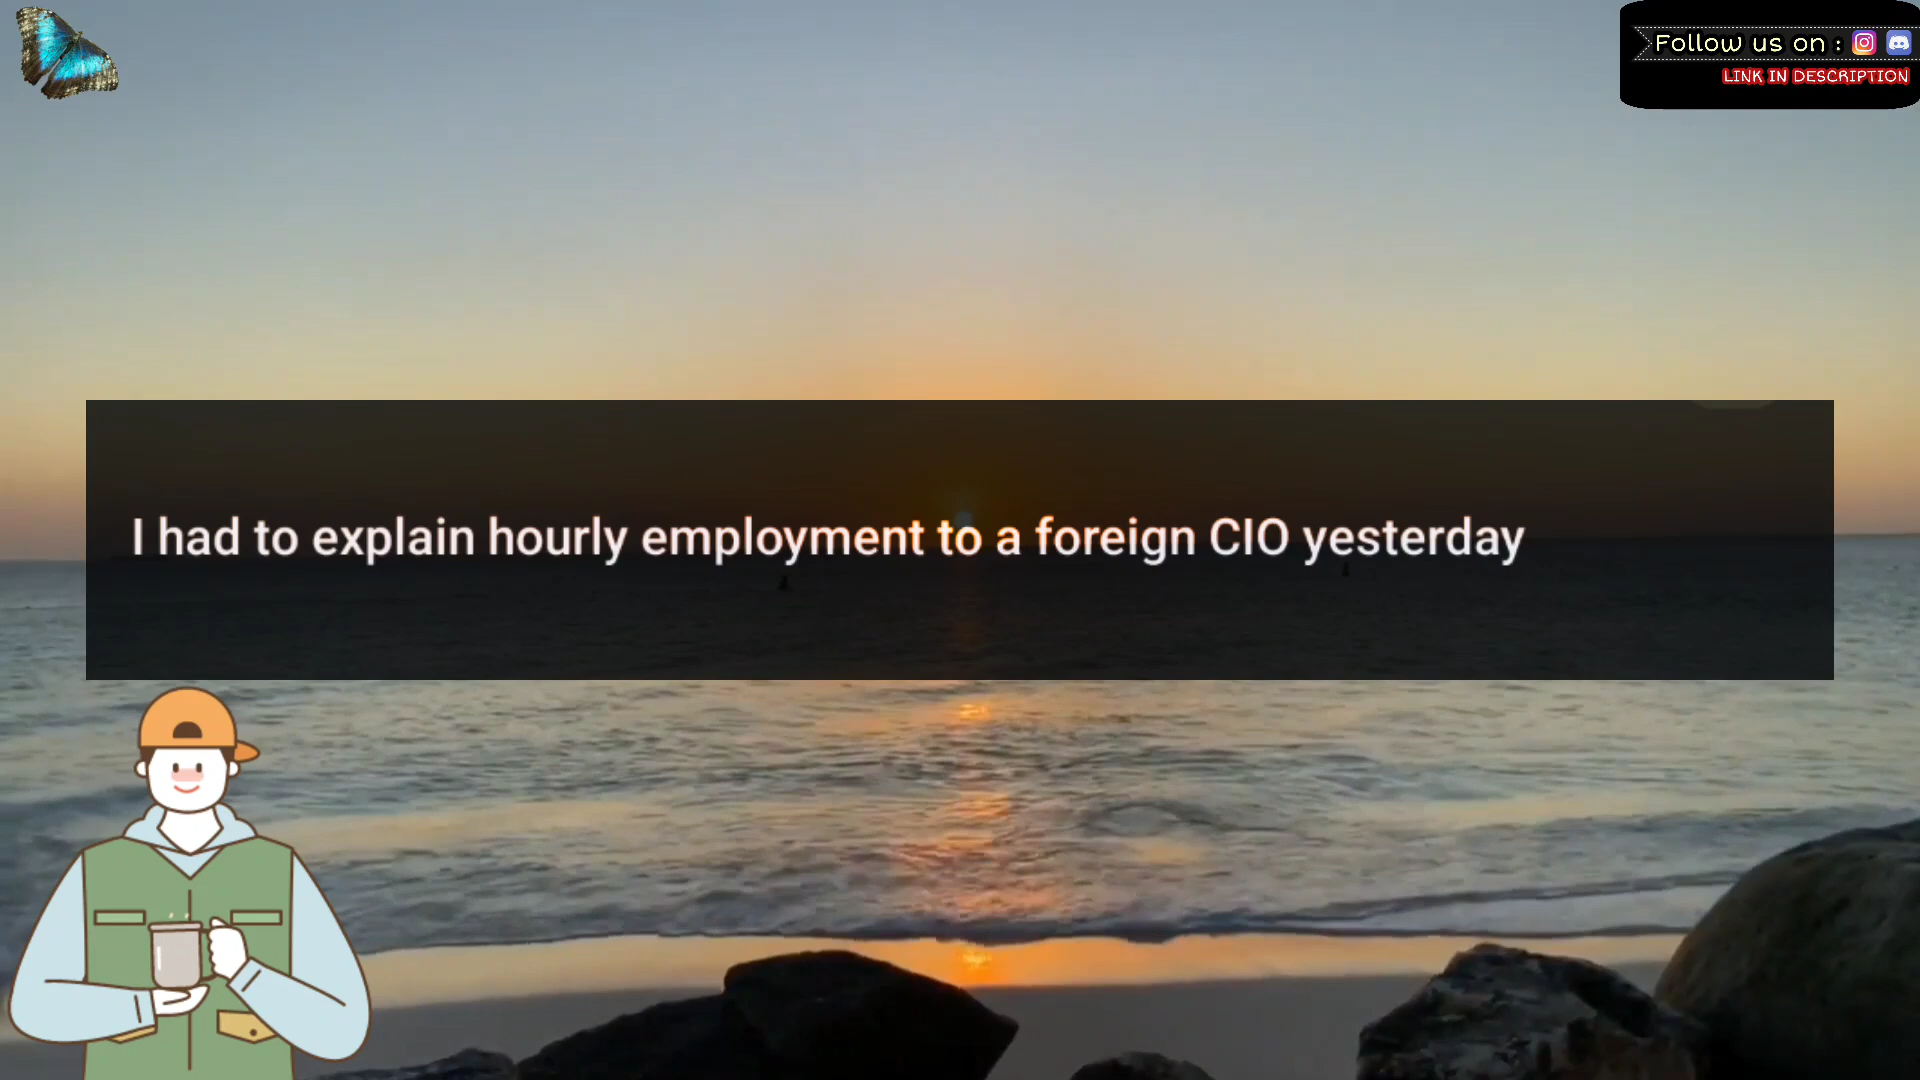 Follow us on :
LINK IN DESCRIPTION
I had to explain hourly employment to a foreign CIO yesterday